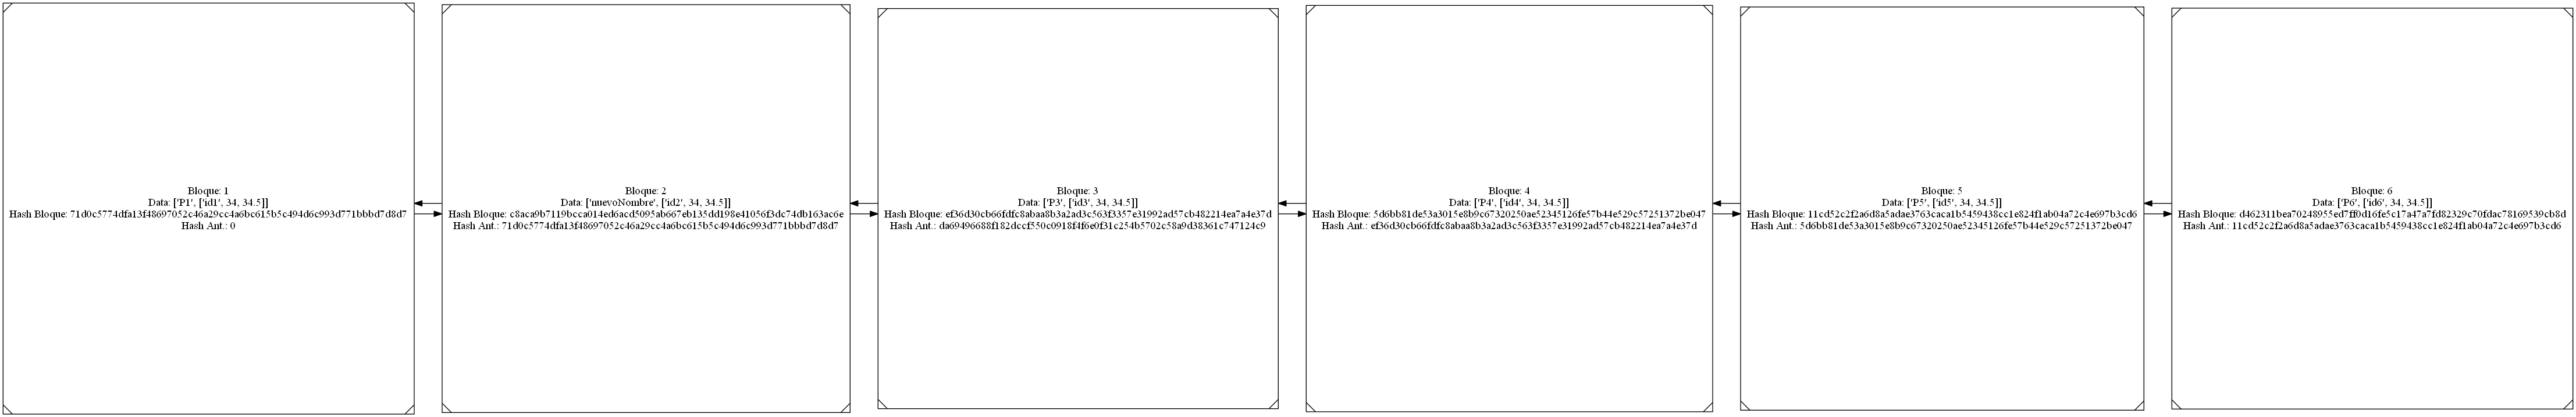 Bloque: 1
Data: ['P1', ['id1', 34, 34.5]]
Hash Bloque: 71d0c5774dfa13f48697052c46a29cc4a6bc615b5c494d6c993d771bbbd7d8d7
Hash Ant.: 0
Bloque: 2
Data: ['nuevoNombre', ['id2', 34, 34.5]]
Hash Bloque: c8aca9b7119bcca014ed6acd5095ab667eb135dd198e41056f3dc74db163ac6e
Hash Ant.: 71d0c5774dfa13f48697052c46a29cc4a6bc615b5c494d6c993d771bbbd7d8d7
Bloque: 3
Data: ['P3', ['id3', 34, 34.5]]
Hash Bloque: ef36d30cb66fdfc8abaa8b3a2ad3c563f3357e31992ad57cb482214ea7a4e37d
Hash Ant.: da69496688f182dccf550c0918f4f6e0f31c254b5702c58a9d38361c747124c9
Bloque: 4
Data: ['P4', ['id4', 34, 34.5]]
Hash Bloque: 5d6bb81de53a3015e8b9c67320250ae52345126fe57b44e529c57251372be047
Hash Ant.: ef36d30cb66fdfc8abaa8b3a2ad3c563f3357e31992ad57cb482214ea7a4e37d
Bloque: 5
Data: ['P5', ['id5', 34, 34.5]]
Hash Bloque: 11cd52c2f2a6d8a5adae3763caca1b5459438cc1e824f1ab04a72c4e697b3cd6
Hash Ant.: 5d6bb81de53a3015e8b9c67320250ae52345126fe57b44e529c57251372be047
Bloque: 6
Data: ['P6', ['id6', 34, 34.5]]
Hash Bloque: d462311bea70248955ed7ff0d16fe5c17a47a7fd82329c70fdac78169539cb8d
Hash Ant.: 11cd52c2f2a6d8a5adae3763caca1b5459438cc1e824f1ab04a72c4e697b3cd6